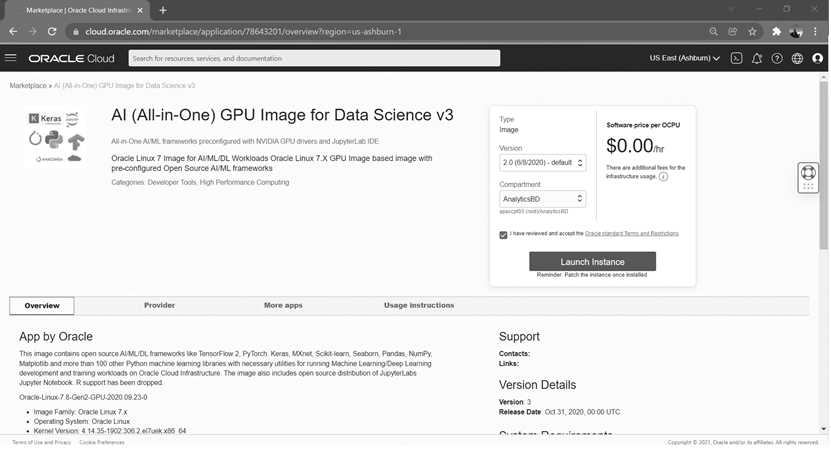 Marketplace | Oracle Cloud Infrastr
cloud.oracle.com/marketplace/application/78643201/overview?region=us-ashburn-1
ORACLE Cloud
Search for resources, services, and documentation
US East (Ashburn)
Marketplace » AI (All-in-One) GPU Image for Data Science v3
Keras
ANACONDA
AI (All-in-One) GPU Image for Data Science v3
All-in-One AI/ML frameworks preconfigured with NVIDIA GPU drivers and JupyterLab IDE
Oracle Linux 7 Image for AI/ML/DL Workloads Oracle Linux 7.X GPU Image based image with
pre-configured Open Source AI/ML frameworks
Categories: Developer Tools, High Performance Computing
Type
Image
Version
2.0 (6/8/2020) - default
Compartment
AnalyticsBD
apaccpt03 (root)/AnalyticsBD
Software price per OCPU
$0.00/hr
There are additional fees for the
infrastructure usage.
I have reviewed and accept the Oracle standard Terms and Restrictions.
Launch Instance
Reminder: Patch the instance once installed.
Overview
Provider
More apps
Usage instructions
App by Oracle
This image contains open source AI/ML/DL frameworks like TensorFlow 2, PyTorch. Keras, MXnet, Scikit-learn, Seaborn, Pandas, NumPy,
Matplotlib and more than 100 other Python machine learning libraries with necessary utilities for running Machine Learning/Deep Learning
development and training workloads on Oracle Cloud Infrastructure. The image also includes open source distribution of JupyterLabs
Jupyter Notebook. R support has been dropped.
Oracle-Linux-7.8-Gen2-GPU-2020.09.23-0
• Image Family: Oracle Linux 7.x
• Operating System: Oracle Linux
• Kernel Version: 4.14.35-1902.306.2.el7uek.x86_64
Support
Contacts:
Links:
Version Details
Version: 3
Release Date: Oct 31, 2020, 00:00 UTC
System Requirements
Terms of Use and Privacy
Cookie Preferences
Copyright © 2021, Oracle and/or its affiliates. All rights reserved.